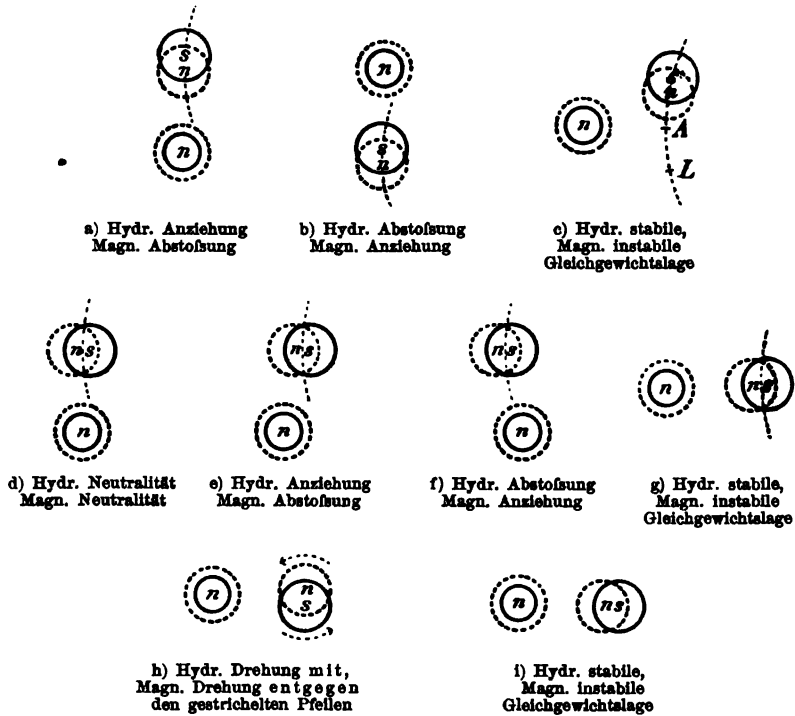 s
n
n
a) Hydr. Anziehung
Magn. Abstoſsung
n
s
n
b) Hydr. Abstoſsung
Magn. Anziehung
n
s
n
A
L
c) Hydr. stabile,
Magn. instabile
Gleichgewichtslage
ns
n
d) Hydr. Neutralität
Magn. Neutralität
ns
n
e) Hydr. Anziehung
Magn. Abstoſsung
ns
n
f) Hydr. Abstoſsung
Magn. Anziehung
n
ns
g) Hydr. stabile,
Magn. instabile
Gleichgewichtslage
n
n
s
h) Hydr. Drehung mit,
Magn. Drehung entgegen
den gestrichelten Pfeilen
n
ns
i) Hydr. stabile,
Magn. instabile
Gleichgewichtslage